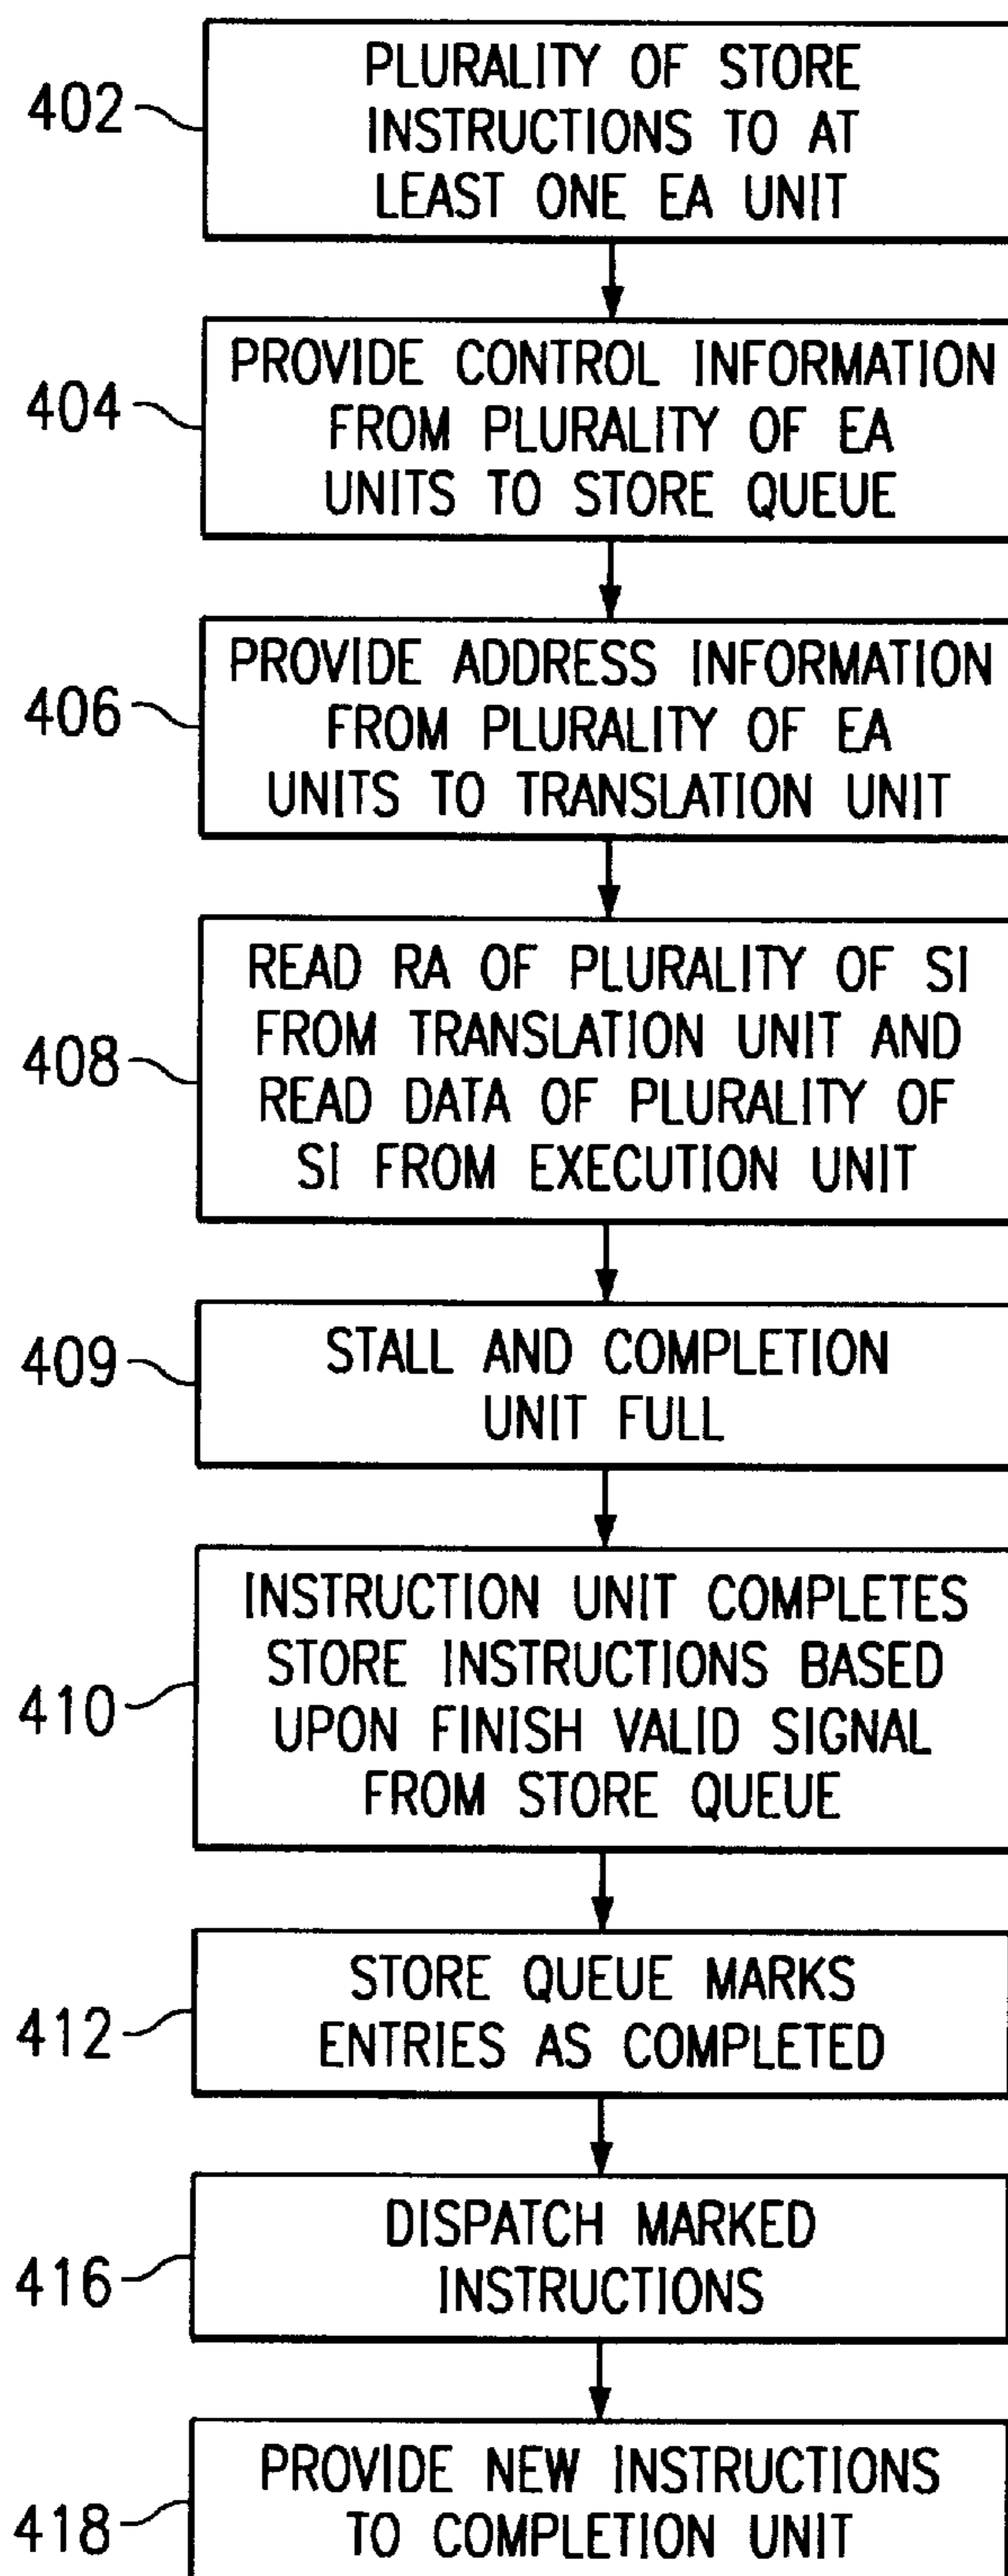 402
PLURALITY OF STORE
INSTRUCTIONS TO AT
LEAST ONE EA UNIT
404
PROVIDE CONTROL INFORMATION
FROM PLURALITY OF EA
UNITS TO STORE QUEUE
406
PROVIDE ADDRESS INFORMATION
FROM PLURALITY OF EA
UNITS TO TRANSLATION UNIT
408
READ RA OF PLURALITY OF SI
FROM TRANSLATION UNIT AND
READ DATA OF PLURALITY OF
SI FROM EXECUTION UNIT
409
STALL AND COMPLETION
UNIT FULL
410
INSTRUCTION UNIT COMPLETES
STORE INSTRUCTIONS BASED
UPON FINISH VALID SIGNAL
FROM STORE QUEUE
412
STORE QUEUE MARKS
ENTRIES AS COMPLETED
416
DISPATCH MARKED
INSTRUCTIONS
418
PROVIDE NEW INSTRUCTIONS
TO COMPLETION UNIT